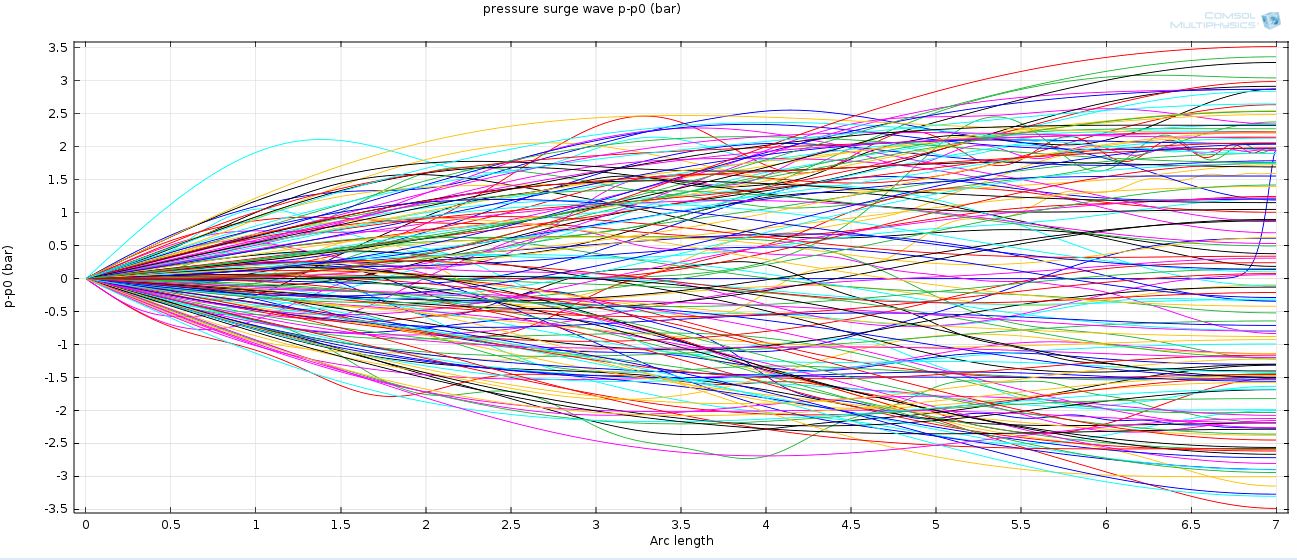 pressure surge wave p-p0 (bar)
COMSOL
MULTIPHYSICS
3.5
3
2.5
2
1.5
1
0.5
0
-0.5
-1
-1.5
-2
-2.5
-3
-3.5
p-p0 (bar)
0 0.5 1 1.5 2 2.5 3 3.5 4 4.5 5 5.5 6 6.5 7
Arc length